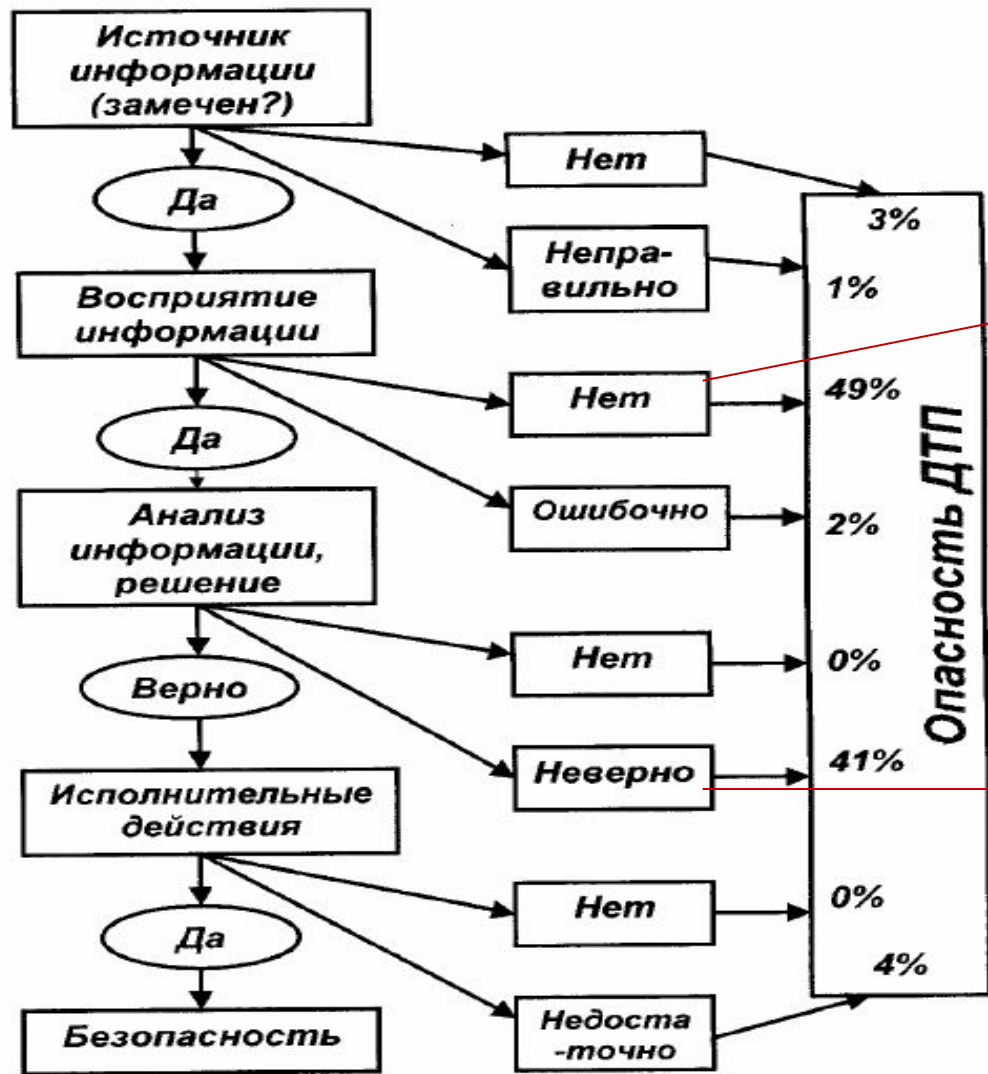 Источник
информации
(замечен?)
Нет
Да
3%
Непра-
вильно
1%
Восприятие
информации
Нет
49%
Да
Ошибочно
2%
Анализ
информации,
решение
Нет
0%
Верно
Неверно
41%
Исполнительные
действия
Нет
0%
Да
4%
Недоста
-точно
Безопасность
Опасность ДТП